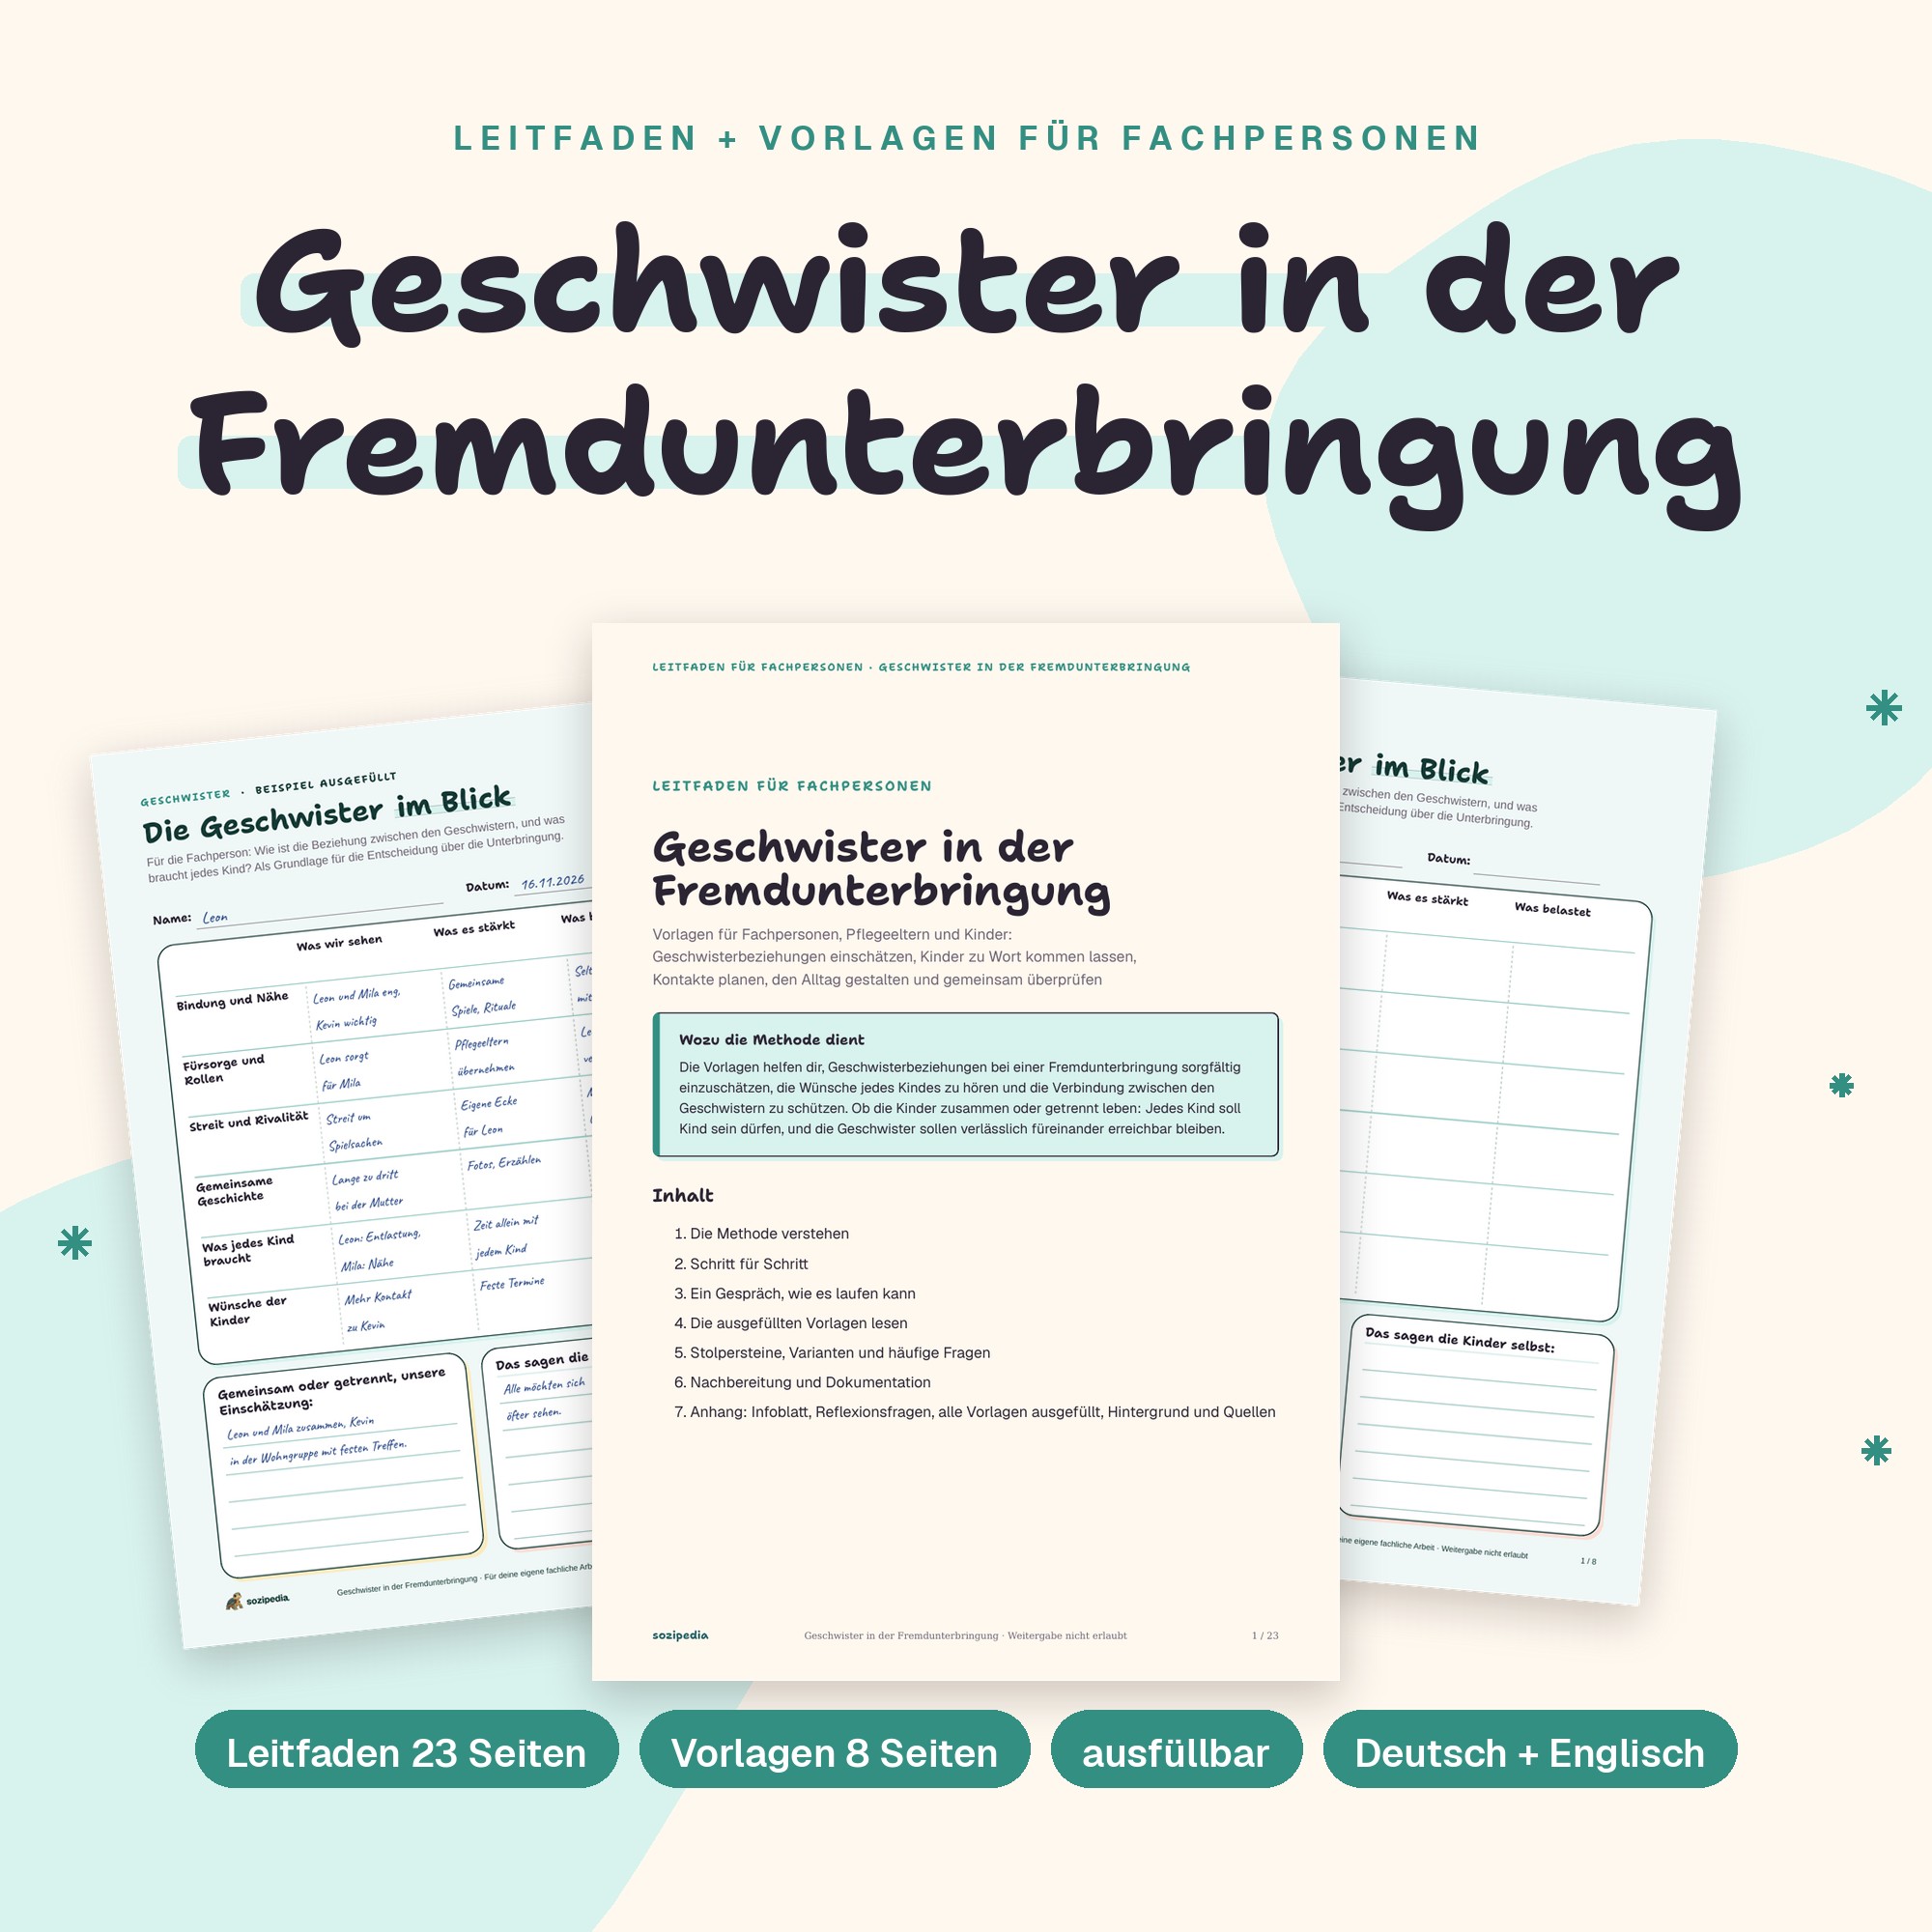 LEITFADEN + VORLAGEN FÜR FACHPERSONEN
Geschwister in der
Fremdunterbringung
GESCHWISTER · BEISPIEL AUSGEFÜLLT
Die Geschwister im Blick
Für die Fachperson: Wie ist die Beziehung zwischen den Geschwistern, und was
braucht jedes Kind? Als Grundlage für die Entscheidung über die Unterbringung.
Name: Leon
Datum: 16.11.2026
Was wir sehen
Was es stärkt
Was
Bindung und Nähe
Leon und Mila eng,
Kevin wichtig
Gemeinsame
Spiele, Rituale
Fürsorge und
Rollen
Leon sorgt
für Mila
Pflegeeltern
übernehmen
Streit und Rivalität
Streit um
Spielsachen
Eigene Ecke
für Leon
Gemeinsame
Geschichte
Lange zu dritt
bei der Mutter
Fotos, Erzählen
Was jedes Kind
braucht
Leon: Entlastung,
Mila: Nähe
Zeit allein mit
jedem Kind
Wünsche der
Kinder
Mehr Kontakt
zu Kevin
Feste Termine
Gemeinsam oder getrennt, unsere
Einschätzung:
Leon und Mila zusammen, Kevin
in der Wohngruppe mit festen Treffen.
Das sagen die
Alle möchten sich
öfter sehen.
sozipedia
Geschwister in der Fremdunterbringung · Für deine eigene fachliche
LEITFADEN FÜR FACHPERSONEN · GESCHWISTER IN DER FREMDUNTERBRINGUNG
LEITFADEN FÜR FACHPERSONEN
Geschwister in der
Fremdunterbringung
Vorlagen für Fachpersonen, Pflegeeltern und Kinder:
Geschwisterbeziehungen einschätzen, Kinder zu Wort kommen lassen,
Kontakte planen, den Alltag gestalten und gemeinsam überprüfen
Wozu die Methode dient
Die Vorlagen helfen dir, Geschwisterbeziehungen bei einer Fremdunterbringung sorgfältig
einzuschätzen, die Wünsche jedes Kindes zu hören und die Verbindung zwischen den
Geschwistern zu schützen. Ob die Kinder zusammen oder getrennt leben: Jedes Kind soll
Kind sein dürfen, und die Geschwister sollen verlässlich füreinander erreichbar bleiben.
Inhalt
1. Die Methode verstehen
2. Schritt für Schritt
3. Ein Gespräch, wie es laufen kann
4. Die ausgefüllten Vorlagen lesen
5. Stolpersteine, Varianten und häufige Fragen
6. Nachbereitung und Dokumentation
7. Anhang: Infoblatt, Reflexionsfragen, alle Vorlagen ausgefüllt, Hintergrund und Quellen
sozipedia
Geschwister in der Fremdunterbringung · Weitergabe nicht erlaubt
1 / 23
er im Blick
zwischen den Geschwistern, und was
Entscheidung über die Unterbringung.
Datum:
Was es stärkt
Was belastet
Das sagen die Kinder selbst:
eigene fachliche Arbeit · Weitergabe nicht erlaubt
1 / 8
Leitfaden 23 Seiten
Vorlagen 8 Seiten
ausfüllbar
Deutsch + Englisch